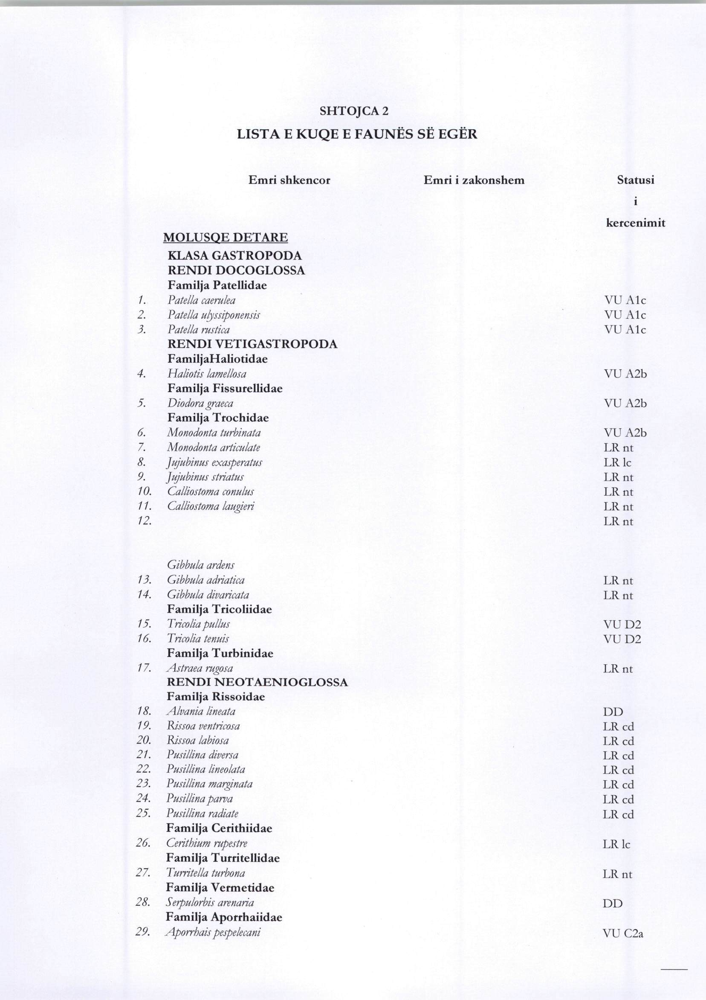 SHTOJCA 2
LISTA E KUQE E FAUNËS SË EGËR
Emri shkencor Emri i zakonshem Statusi
i
kercenimit
MOLUSQE DETARE
KLASA GASTROPODA
RENDI DOCOGLOSSA
Familja Patellidae
1. Patella caerulea VU A1c
2. Patella ulyssiponensis VU A1c
3. Patella rustica VU A1c
RENDI VETIGASTROPODA
FamiljaHaliotidae
4. Haliotis lamellosa VU A2b
Familja Fissurellidae
5. Diodora graeca VU A2b
Familja Trochidae
6. Monodonta turbinata VU A2b
7. Monodonta articulate LR nt
8. Jujubinus exasperatus LR lc
9. Jujubinus striatus LR nt
10. Calliostoma conulus LR nt
11. Calliostoma laugieri LR nt
12. LR nt
Gibbula ardens
13. Gibbula adriatica LR nt
14. Gibbula divaricata LR nt
Familja Tricoliidae
15. Tricolia pullus VU D2
16. Tricolia tenuis VU D2
Familja Turbinidae
17. Astraea rugosa LR nt
RENDI NEOTAENIOGLOSSA
Familja Rissoidae
18. Alvania lineata DD
19. Rissoa ventricosa LR cd
20. Rissoa labiosa LR cd
21. Pusillina diversa LR cd
22. Pusillina lineolata LR cd
23. Pusillina marginata LR cd
24. Pusillina parva LR cd
25. Pusillina radiate LR cd
Familja Cerithiidae
26. Cerithium rupestre LR lc
Familja Turritellidae
27. Turritella turbona LR nt
Familja Vermetidae
28. Serpulorbis arenaria DD
Familja Aporrhaiidae
29. Aporrhais pespelecani VU C2a